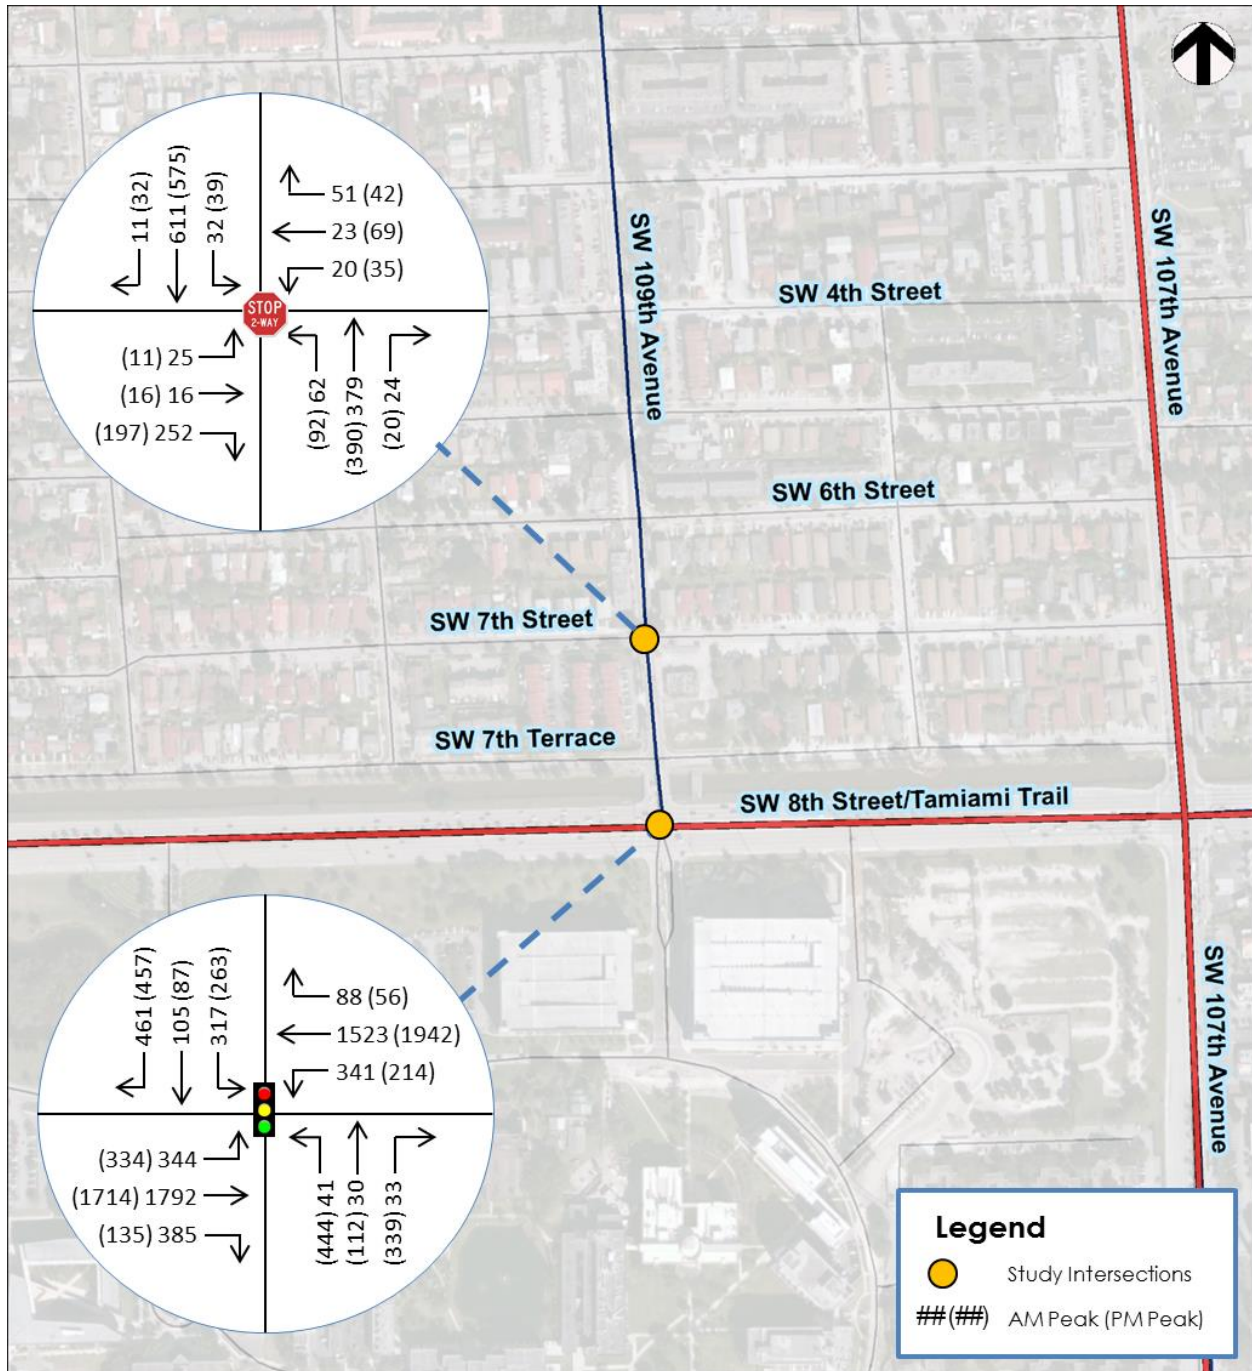 11 (32)
611 (575)
32 (39)
51 (42)
23 (69)
20 (35)
STOP
2-WAY
(11) 25
(16) 16
(197) 252
(92) 62
(390) 379
(20) 24
SW 109th Avenue
SW 107th Avenue
SW 4th Street
SW 6th Street
SW 7th Street
SW 7th Terrace
SW 8th Street/Tamiami Trail
461 (457)
105 (87)
317 (263)
88 (56)
1523 (1942)
341 (214)
(334) 344
(1714) 1792
(135) 385
(444) 41
(112) 30
(339) 33
SW 107th Avenue
Legend
Study Intersections
##(##) AM Peak (PM Peak)